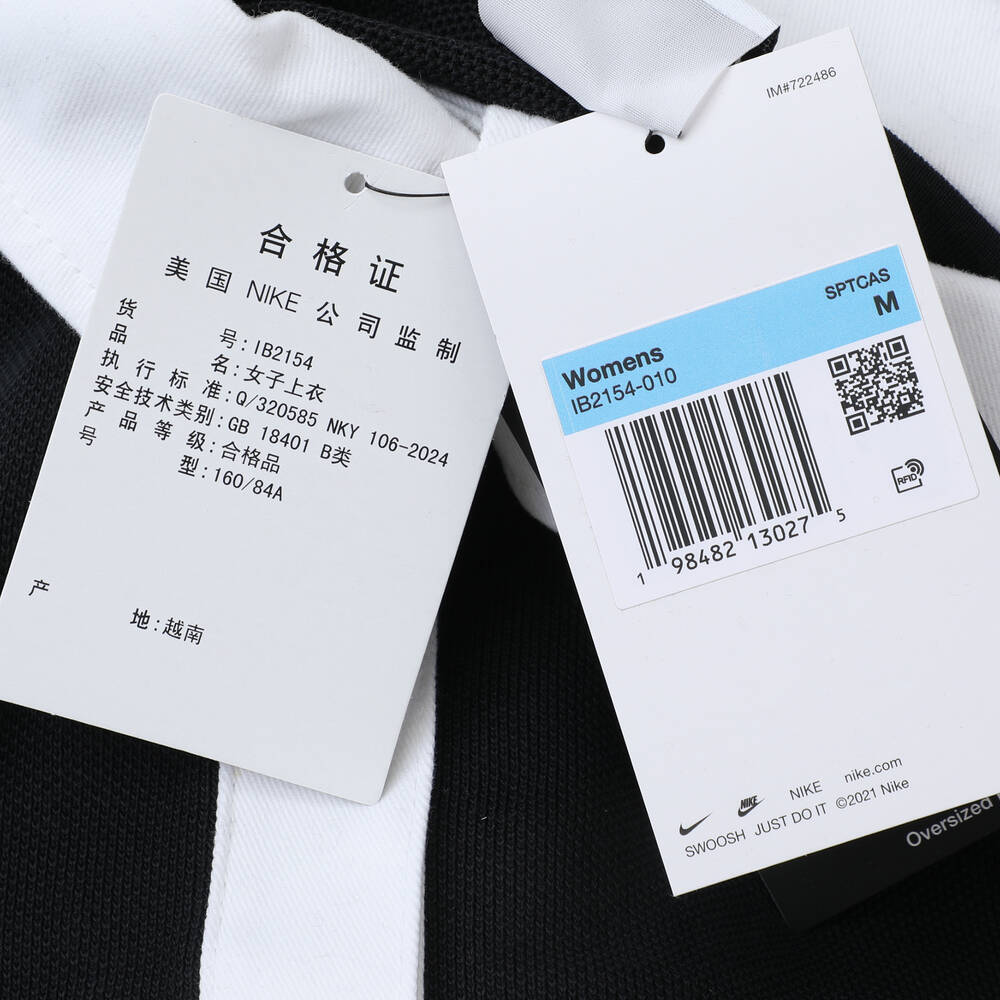 合格证
美国 NIKE 公司监制
货号:IB2154
品名:女子上衣
执行标准:Q/320585 NKY 106-2024
安全技术类别:GB 18401 B类
产品等级:合格品
号型:160/84A
产地:越南
IM#722486
SPTCAS
M
Womens
IB2154-010
RFID
1 98482 13027 5
NIKE
NIKE nike.com
SWOOSH JUST DO IT ©2021 Nike
Oversized